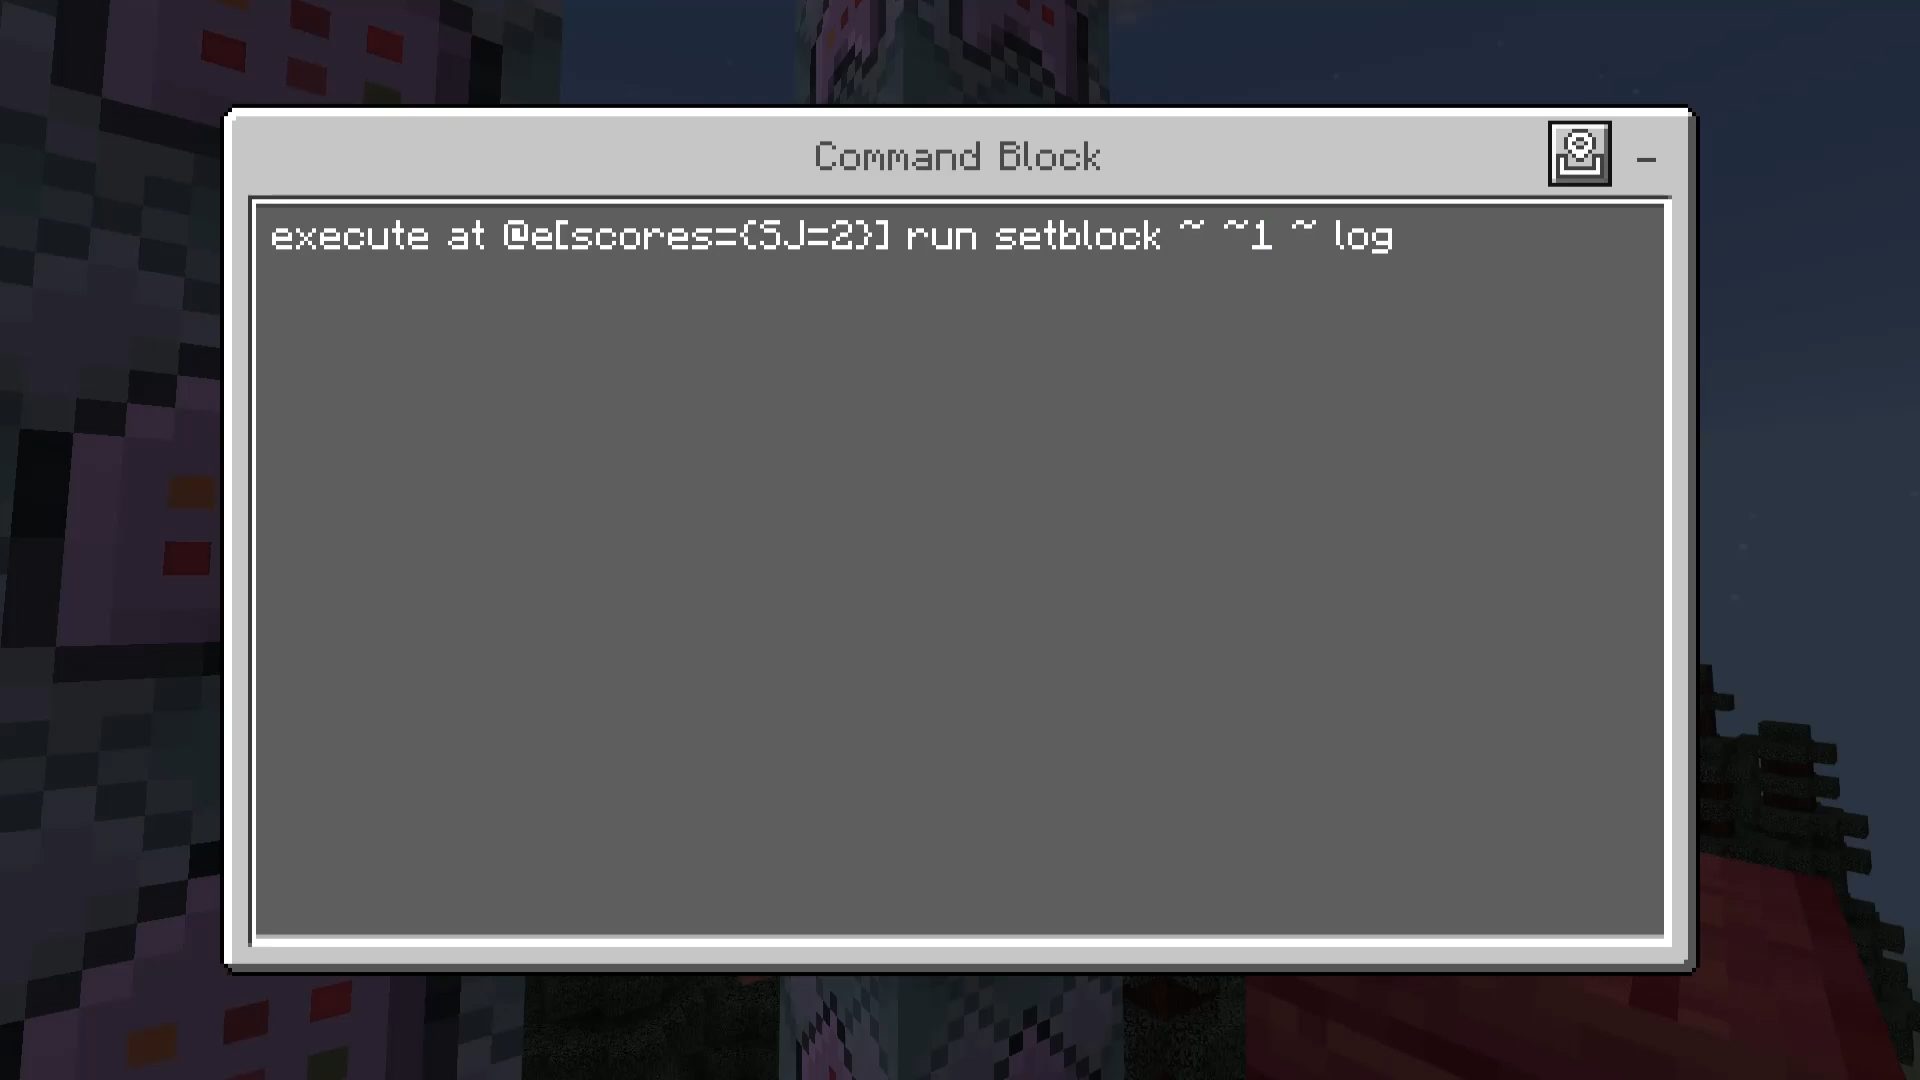 Command Block
execute at @e[scores={SJ=2}] run setblock ~ ~1 ~ log